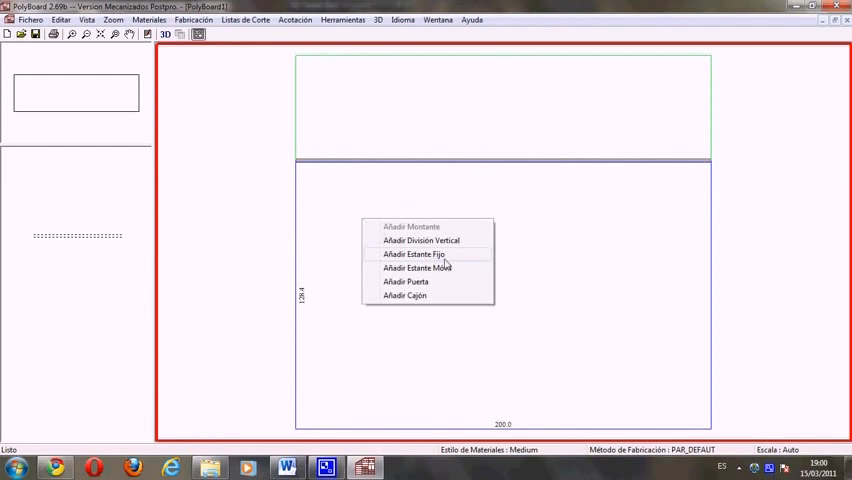 PolyBoard 2.69b -- Version Mecanizados Postpro. - [PolyBoard1]
Fichero Editar Vista Zoom Materiales Fabricación Listas de Corte Acotación Herramientas 3D Idioma Ventana Ayuda
3D
Añadir Montante
Añadir División Vertical
Añadir Estante Fijo
Añadir Estante Móvil
Añadir Puerta
Añadir Cajón
128.4
200.0
Listo Estilo de Materiales : Medium Método de Fabricación : PAR_DEFAUT Escala : Auto
ES 19:00
15/03/2011